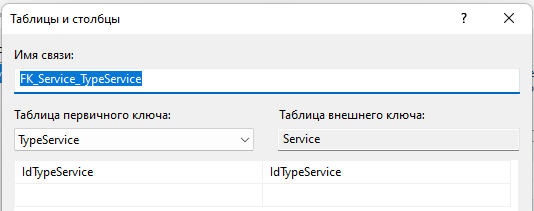 Таблицы и столбцы
?
Имя связи:
FK_Service_TypeService
Таблица первичного ключа: Таблица внешнего ключа:
TypeService Service
IdTypeService IdTypeService